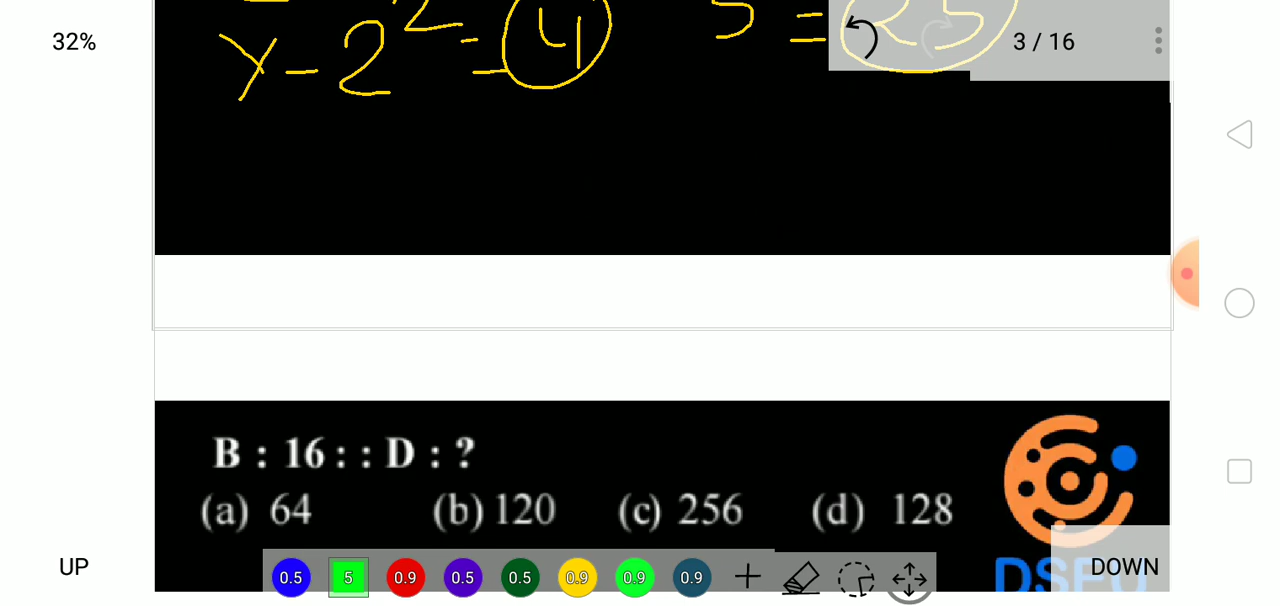 32%
Y - 2² = 4
5 = 25
3 / 16
B : 16 : : D : ?
(a) 64 (b) 120 (c) 256 (d) 128
UP
0.5 5 0.9 0.5 0.5 0.9 0.9 0.9
DOWN